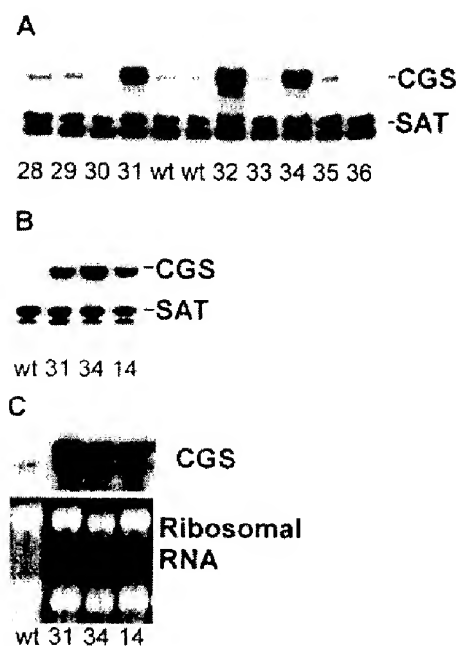 A
-CGS
-SAT
28 29 30 31 wt wt 32 33 34 35 36
B
-CGS
-SAT
wt 31 34 14
C
CGS
Ribosomal
RNA
wt 31 34 14